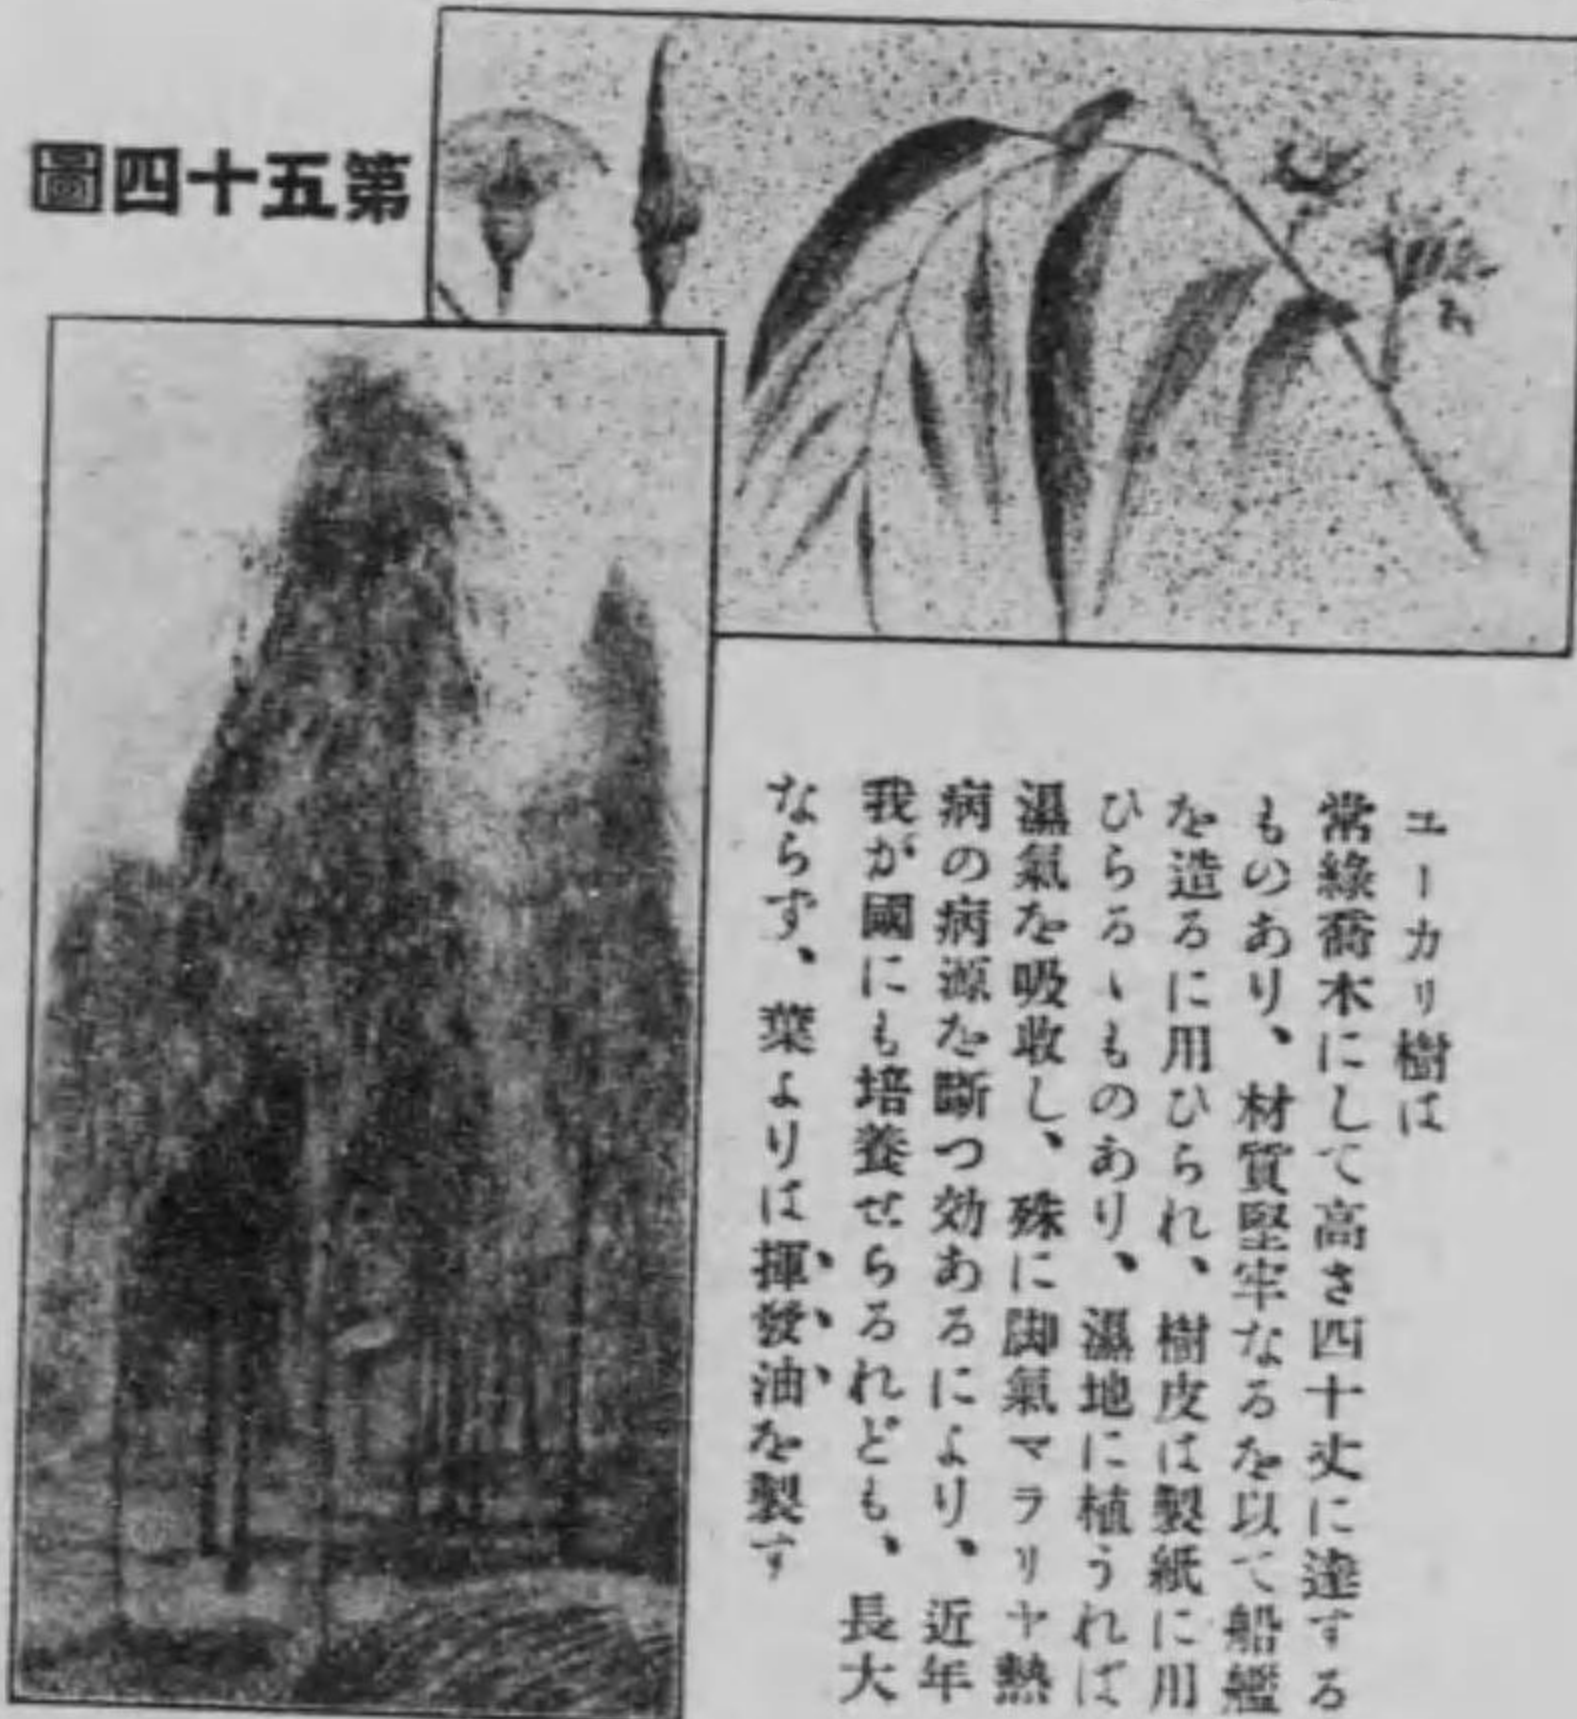 第五十四圖
ユーカリ樹は
常綠喬木にして高さ四十丈に達する
ものあり、材質堅牢なるを以て船艦
を造るに用ひられ、樹皮は製紙に用
ひらるゝものあり、濕地に植うれば
濕氣を吸收し、殊に脚氣マラリヤ熱
病の病源を斷つ効あるにより、近年
我が國にも培養せらるれども、長大
ならず、葉よりは揮發油を製す